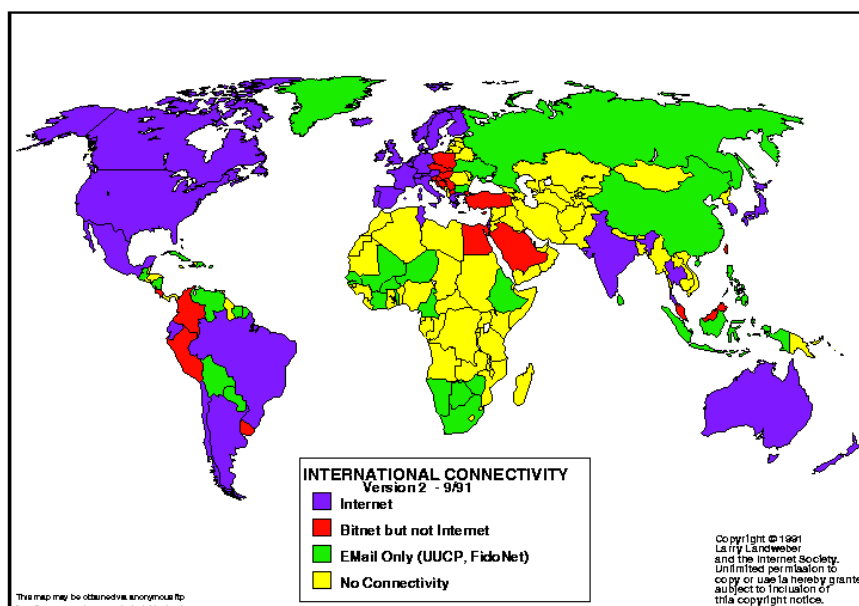 INTERNATIONAL CONNECTIVITY
Version 2 - 9/91
Internet
Bitnet but not Internet
EMail Only (UUCP, FidoNet)
No Connectivity
Copyright © 1991
Larry Landweber
and the Internet Society.
Unlimited permission to
copy or use is hereby grante
subject to inclusion of
this copyright notice.
This map may be obtained via anonymous ftp